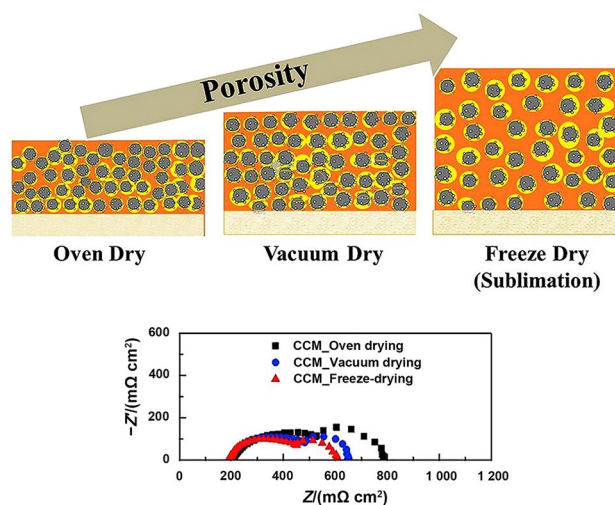 Porosity
Oven Dry
Vacuum Dry
Freeze Dry
(Sublimation)
600
400
200
0
-Z'/(mΩ cm²)
CCM_Oven drying
CCM_Vacuum drying
CCM_Freeze-drying
0 200 400 600 800 1 000 1 200
Z/(mΩ cm²)